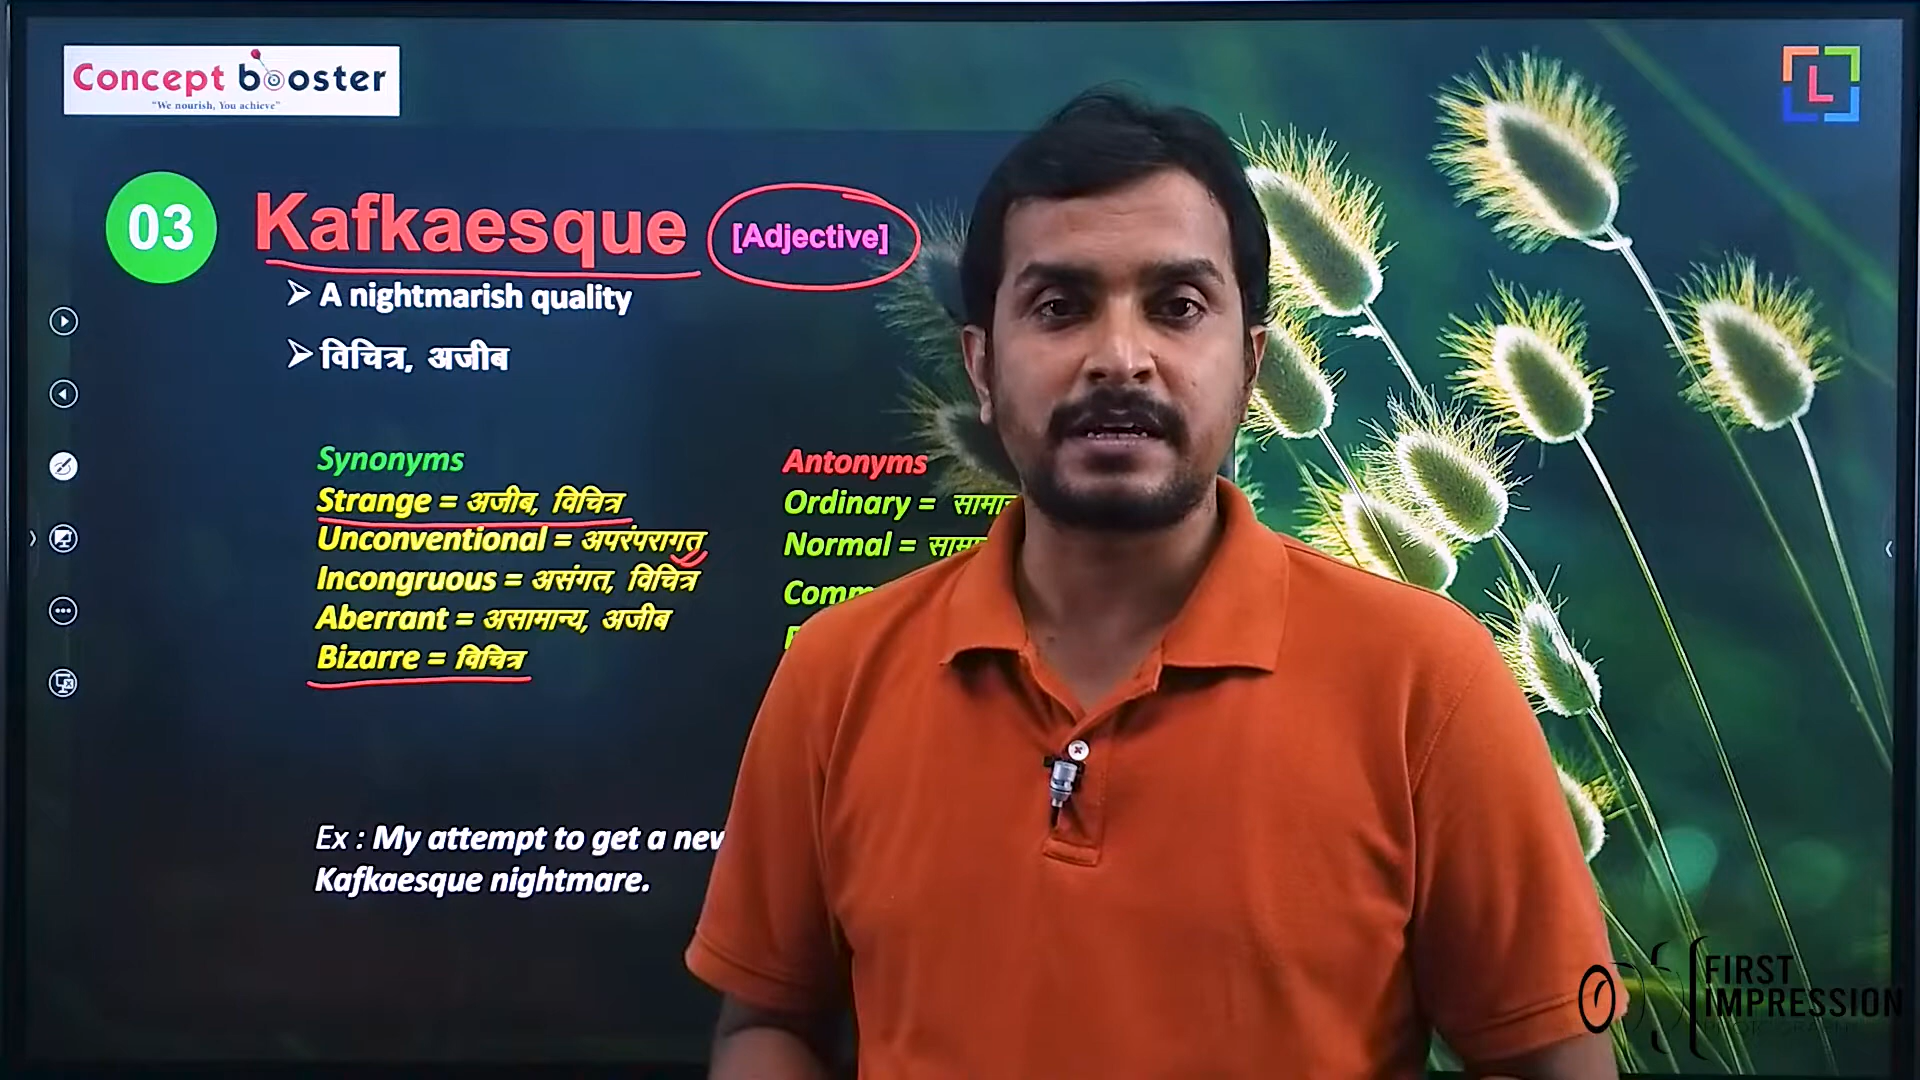 Concept booster
"We nourish, You achieve"
L
03 Kafkaesque [Adjective]
A nightmarish quality
विचित्र, अजीब
Synonyms
Strange = अजीब, विचित्र
Unconventional = अपरंपरागत
Incongruous = असंगत, विचित्र
Aberrant = असामान्य, अजीब
Bizarre = विचित्र
Antonyms
Ordinary =
Normal =
Ex : My attempt to get a
Kafkaesque nightmare.
FIRST
IMPRESSION